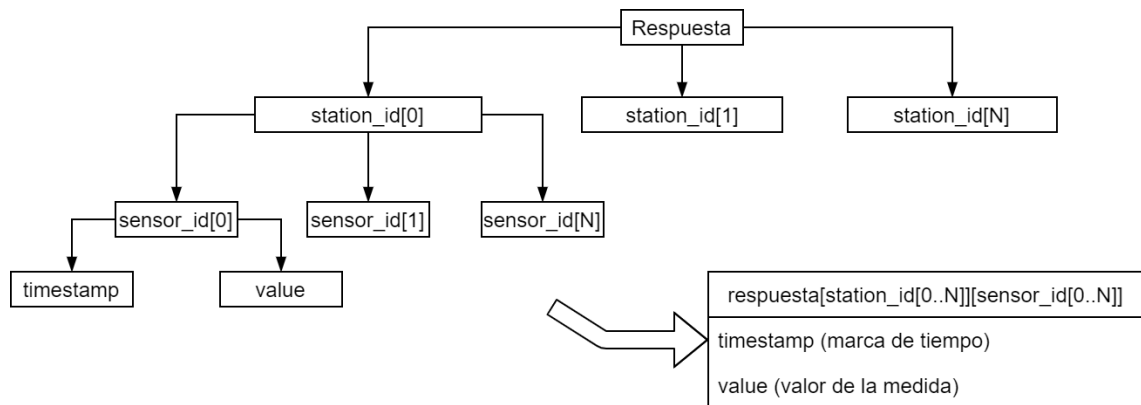 Respuesta
station_id[0]
station_id[1]
station_id[N]
sensor_id[0]
sensor_id[1]
sensor_id[N]
timestamp
value
respuesta[station_id[0..N]][sensor_id[0..N]]
timestamp (marca de tiempo)
value (valor de la medida)